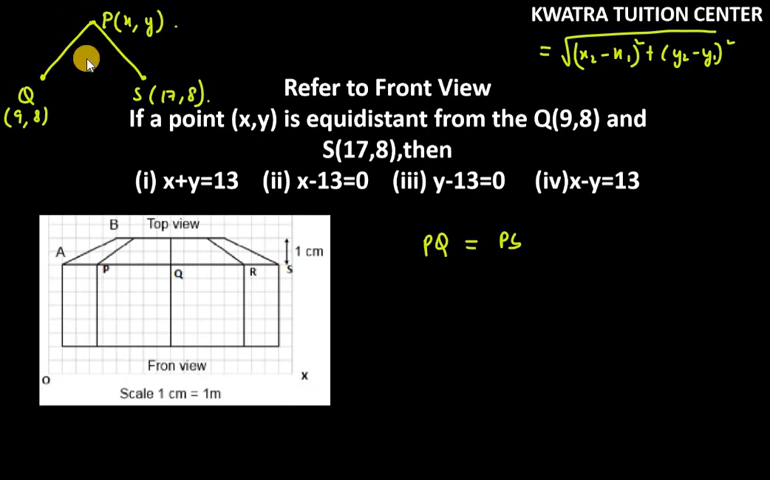 P(x, y).
KWATRA TUITION CENTER
= √(x₂-x₁)²+(y₂-y₁)²
Q
(9,8)
S(17,8).
Refer to Front View
If a point (x,y) is equidistant from the Q(9,8) and
S(17,8),then
(i) x+y=13 (ii) x-13=0 (iii) y-13=0 (iv)x-y=13
B Top view
A
1 cm
P Q R S
PQ = PS
Fron view
O X
Scale 1 cm = 1m